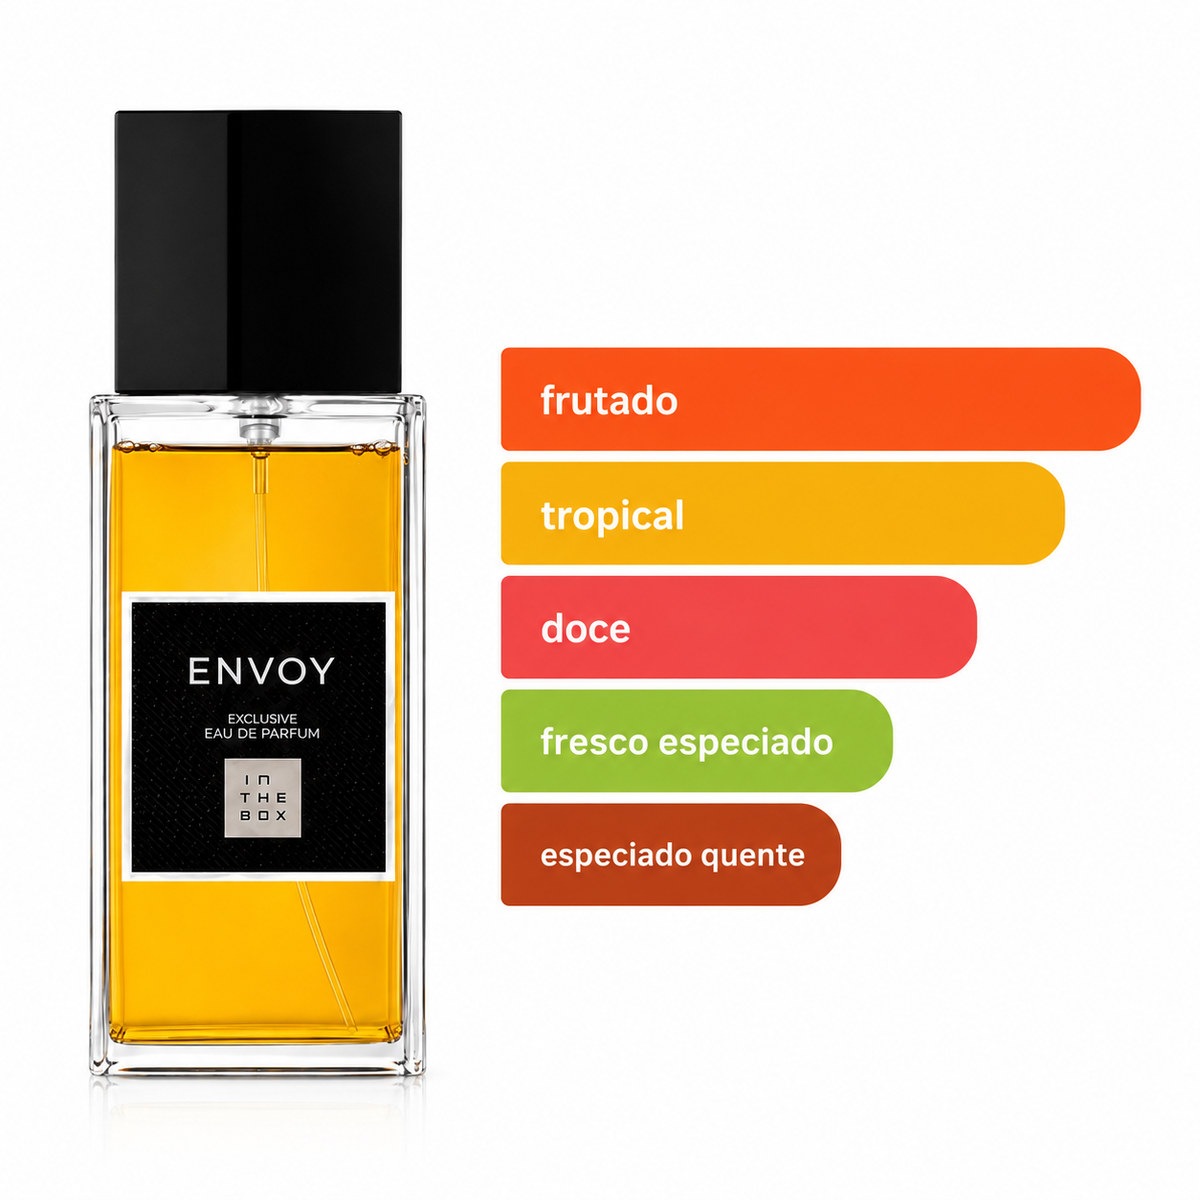 ENVOY
EXCLUSIVE
EAU DE PARFUM
IN
THE
BOX
frutado
tropical
doce
fresco especiado
especiado quente